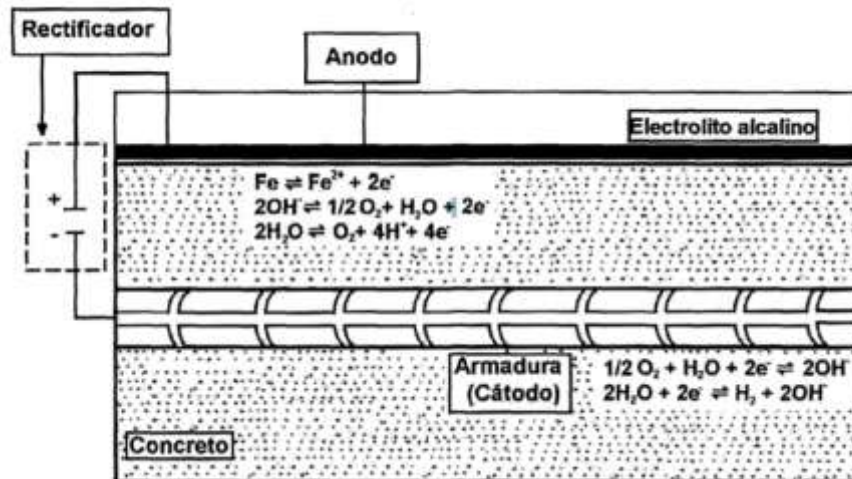 Rectificador
Anodo
Electrolito alcalino
Fe ⇌ Fe²⁺ + 2e⁻
2OH⁻ ⇌ 1/2 O₂ + H₂O + 2e⁻
2H₂O ⇌ O₂ + 4H⁺ + 4e⁻
+
-
Armadura
(Cátodo)
1/2 O₂ + H₂O + 2e⁻ ⇌ 2OH⁻
2H₂O + 2e⁻ ⇌ H₂ + 2OH⁻
Concreto